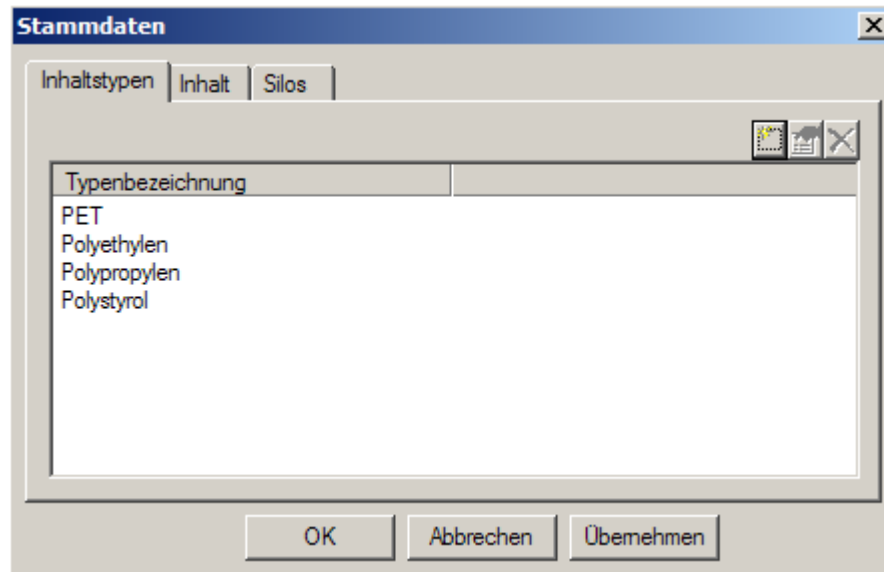 Stammdaten
Inhaltstypen Inhalt Silos
Typenbezeichnung
PET
Polyethylen
Polypropylen
Polystyrol
OK Abbrechen Übernehmen